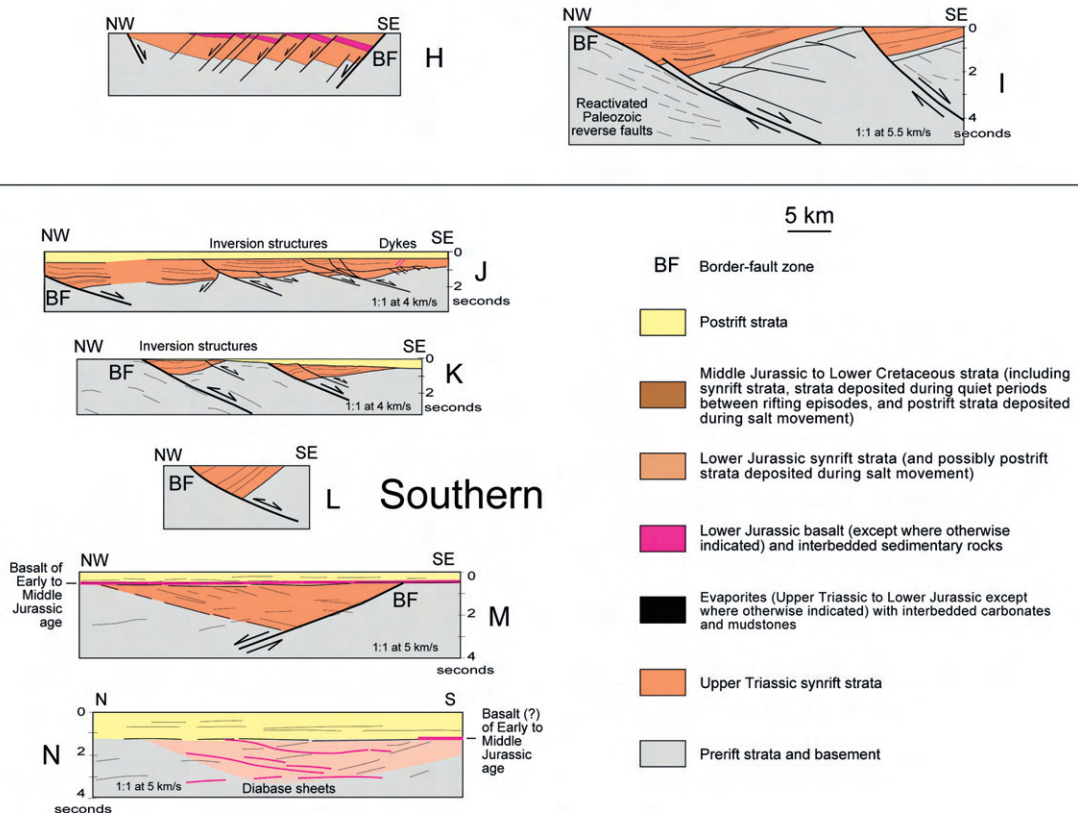 NW
SE
BF
H
NW
SE
BF
0
2
4
seconds
I
Reactivated
Paleozoic
reverse faults
1:1 at 5.5 km/s
NW
Inversion structures
Dykes
SE
0
2
seconds
BF
1:1 at 4 km/s
J
NW
Inversion structures
SE
0
2
seconds
BF
1:1 at 4 km/s
K
NW
SE
BF
L
Southern
NW
SE
Basalt of
Early to
Middle
Jurassic
age
0
2
4
seconds
BF
1:1 at 5 km/s
M
N
S
0
2
4
seconds
N
1:1 at 5 km/s
Diabase sheets
Basalt (?)
of Early to
Middle
Jurassic
age
5 km
BF
Border-fault zone
Postrift strata
Middle Jurassic to Lower Cretaceous strata (including
synrift strata, strata deposited during quiet periods
between rifting episodes, and postrift strata deposited
during salt movement)
Lower Jurassic synrift strata (and possibly postrift
strata deposited during salt movement)
Lower Jurassic basalt (except where otherwise
indicated) and interbedded sedimentary rocks
Evaporites (Upper Triassic to Lower Jurassic except
where otherwise indicated) with interbedded carbonates
and mudstones
Upper Triassic synrift strata
Prerift strata and basement